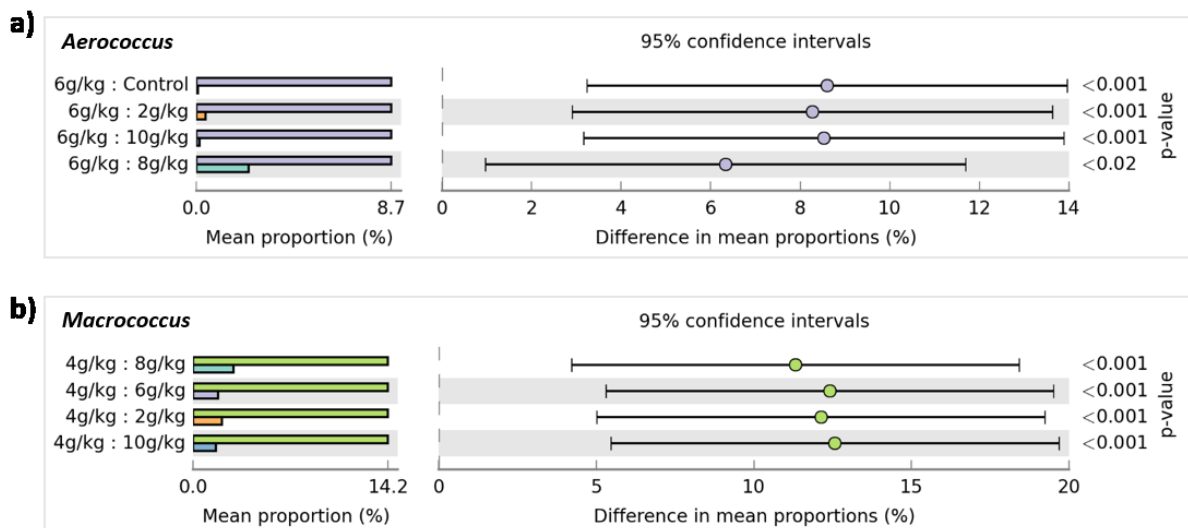 a)
Aerococcus
95% confidence intervals
6g/kg : Control
<0.001
6g/kg : 2g/kg
<0.001
6g/kg : 10g/kg
<0.001
6g/kg : 8g/kg
<0.02
p-value
0.0 8.7
0 2 4 6 8 10 12 14
Mean proportion (%)
Difference in mean proportions (%)
b)
Macrococcus
95% confidence intervals
4g/kg : 8g/kg
<0.001
4g/kg : 6g/kg
<0.001
4g/kg : 2g/kg
<0.001
4g/kg : 10g/kg
<0.001
p-value
0.0 14.2
0 5 10 15 20
Mean proportion (%)
Difference in mean proportions (%)